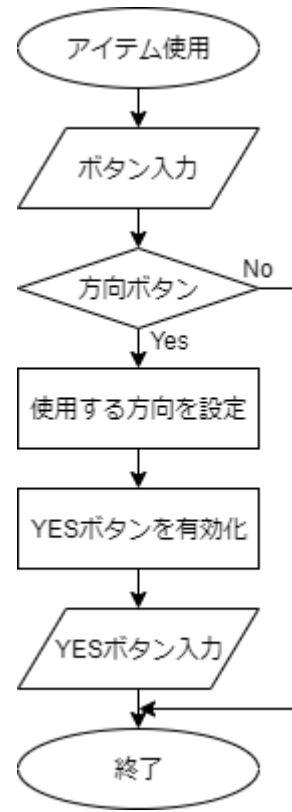 アイテム使用
ボタン入力
方向ボタン
No
Yes
使用する方向を設定
YESボタンを有効化
YESボタン入力
終了